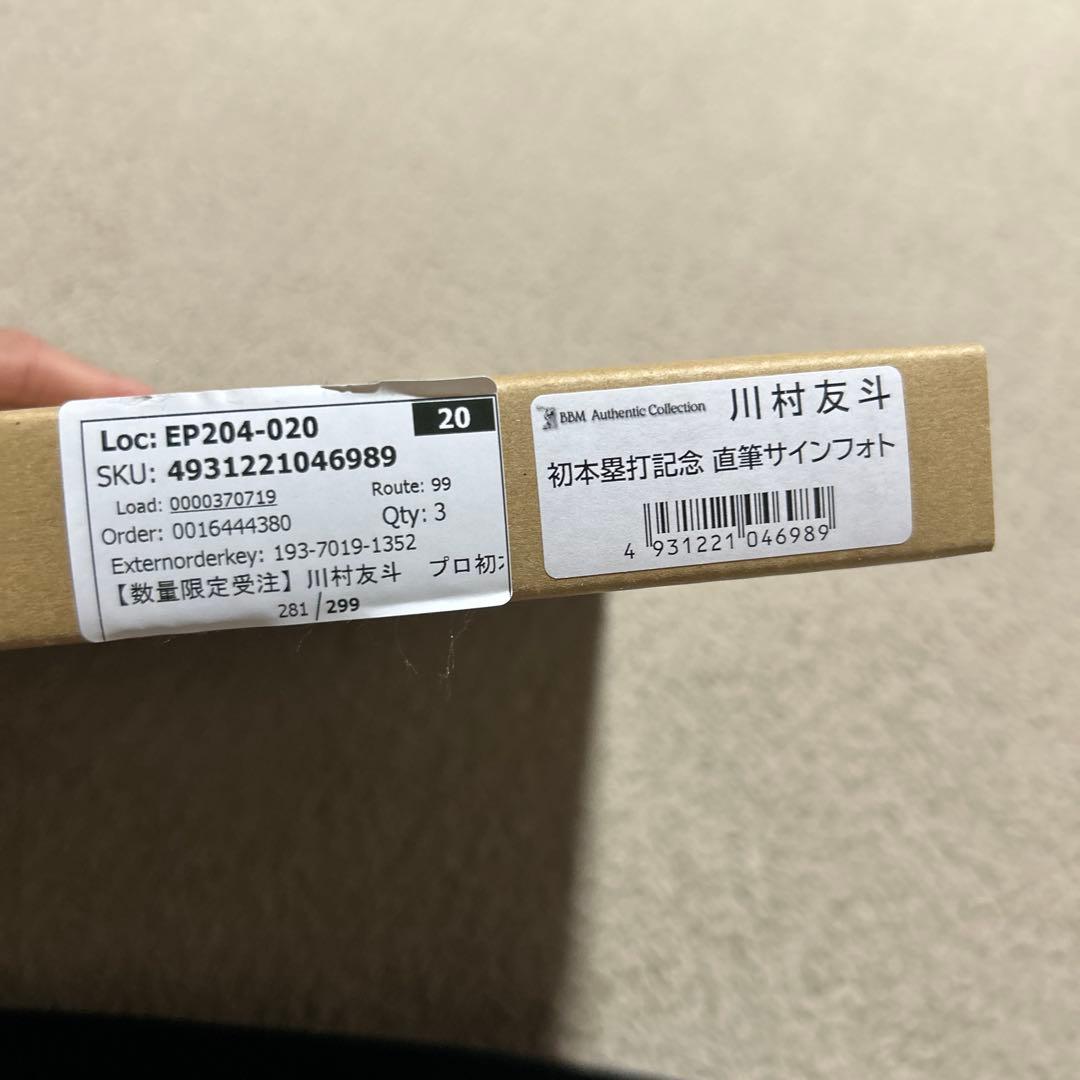 Loc: EP204-020 20
SKU: 4931221046989
Load: 0000370719 Route: 99
Order: 0016444380 Qty: 3
Externorderkey: 193-7019-1352
【数量限定受注】川村友斗 プロ初
281/299
BBM Authentic Collection 川村友斗
初本塁打記念 直筆サインフォト
4 931221 046989